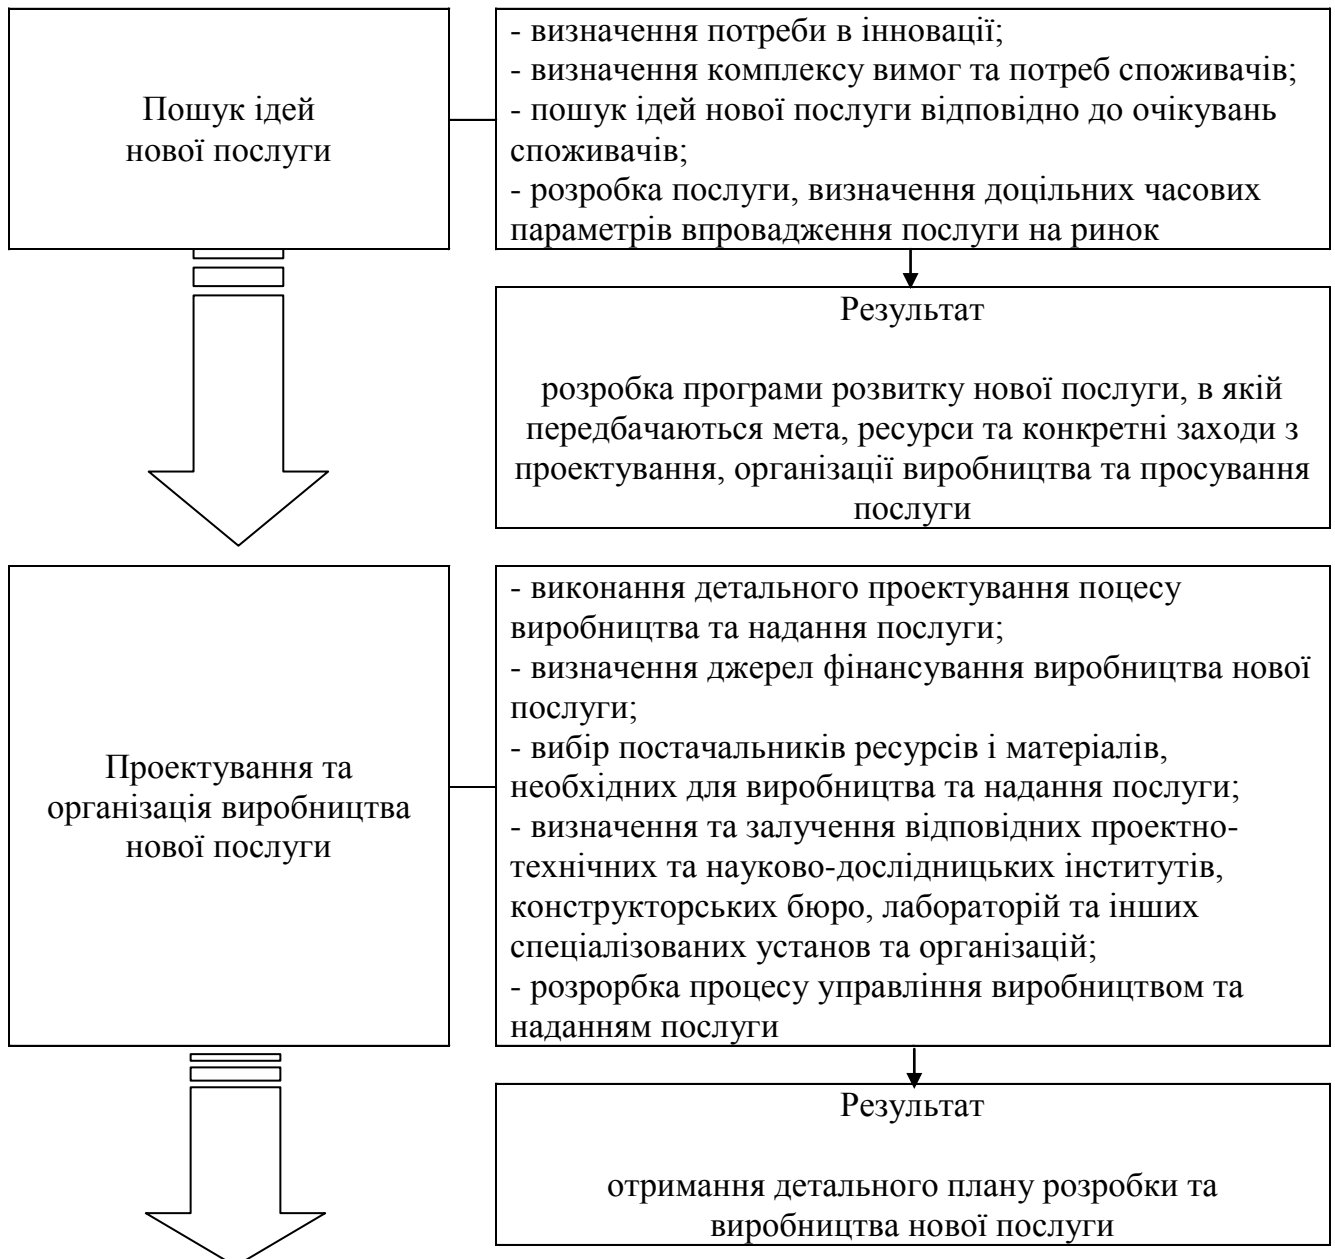 Пошук ідей
нової послуги
- визначення потреби в інновації;
- визначення комплексу вимог та потреб споживачів;
- пошук ідей нової послуги відповідно до очікувань
споживачів;
- розробка послуги, визначення доцільних часових
параметрів впровадження послуги на ринок
Результат
розробка програми розвитку нової послуги, в якій
передбачаються мета, ресурси та конкретні заходи з
проектування, організації виробництва та просування
послуги
Проектування та
організація виробництва
нової послуги
- виконання детального проектування поцесу
виробництва та надання послуги;
- визначення джерел фінансування виробництва нової
послуги;
- вибір постачальників ресурсів і матеріалів,
необхідних для виробництва та надання послуги;
- визначення та залучення відповідних проектно-
технічних та науково-дослідницьких інститутів,
конструкторських бюро, лабораторій та інших
спеціалізованих установ та організацій;
- розрорбка процесу управління виробництвом та
наданням послуги
Результат
отримання детального плану розробки та
виробництва нової послуги